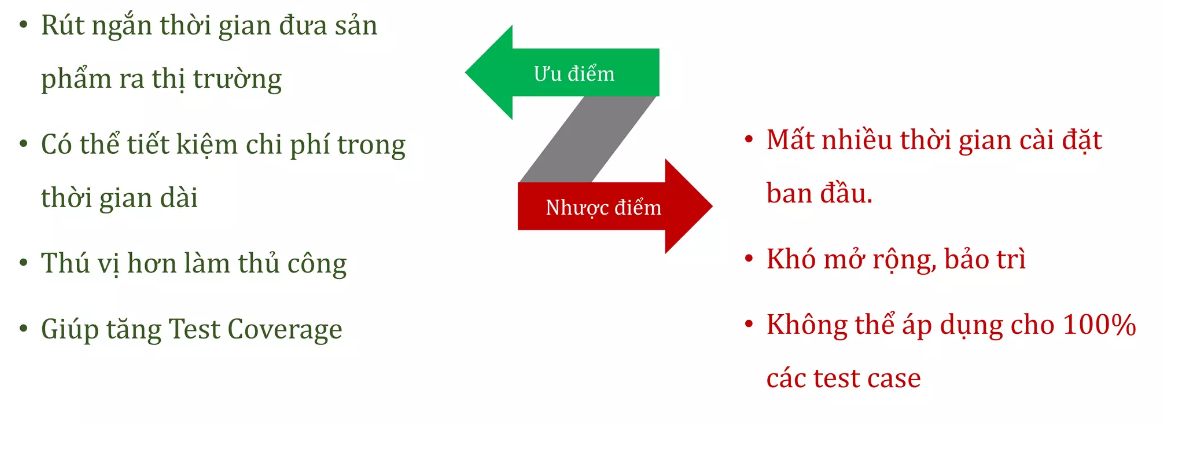 • Rút ngắn thời gian đưa sản
phẩm ra thị trường
• Có thể tiết kiệm chi phí trong
thời gian dài
• Thú vị hơn làm thủ công
• Giúp tăng Test Coverage
Ưu điểm
Nhược điểm
• Mất nhiều thời gian cài đặt
ban đầu.
• Khó mở rộng, bảo trì
• Không thể áp dụng cho 100%
các test case